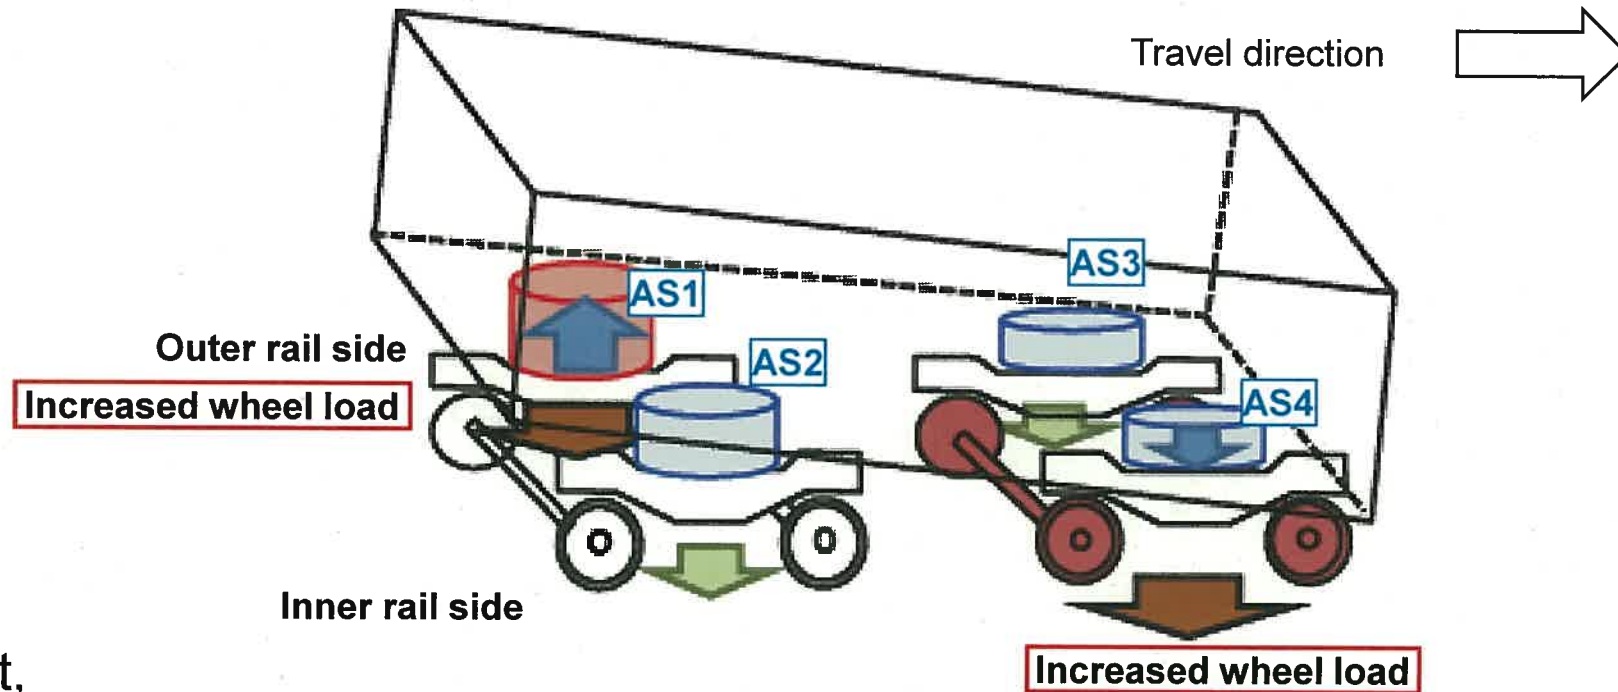 Travel direction
AS3
AS1
Outer rail side
AS2
Increased wheel load
AS4
Inner rail side
Increased wheel load
t,